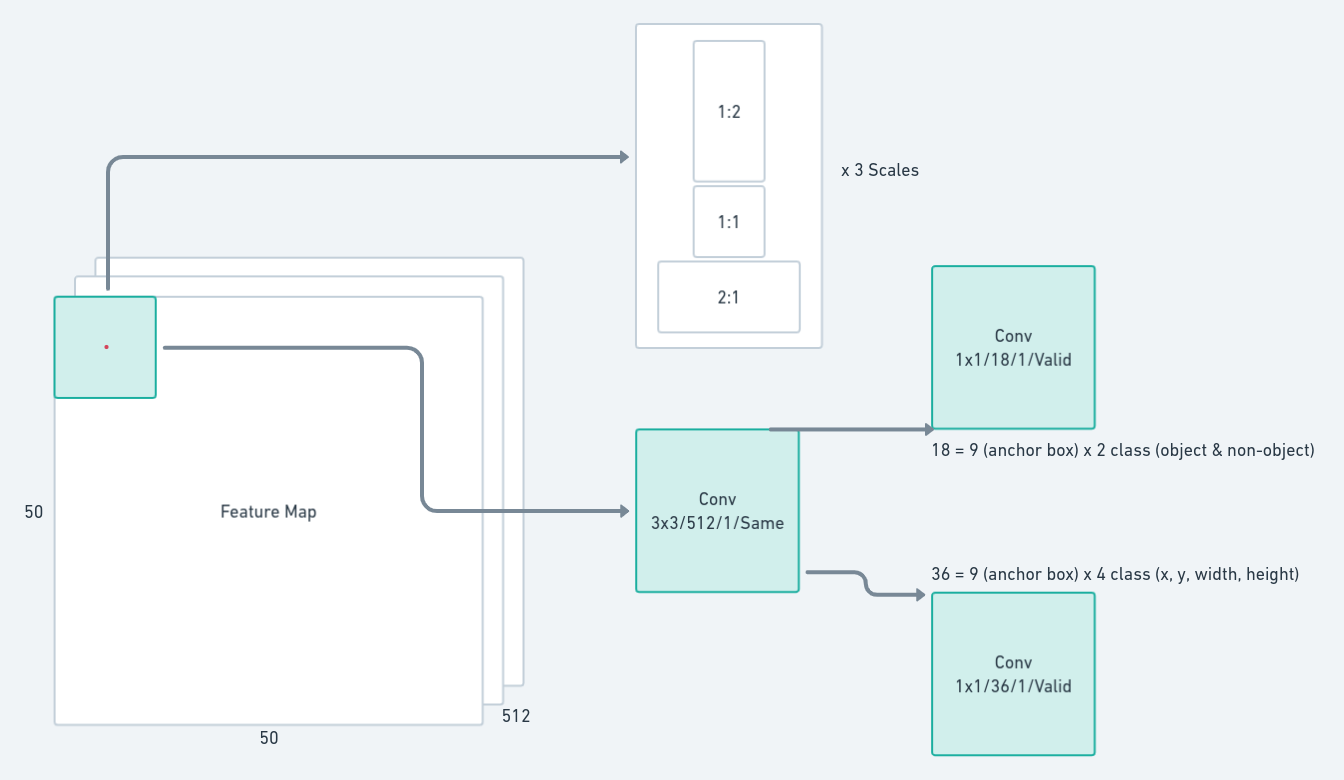 1:2
1:1
2:1
x 3 Scales
Conv
1x1/18/1/Valid
18 = 9 (anchor box) x 2 class (object & non-object)
50
Feature Map
Conv
3x3/512/1/Same
36 = 9 (anchor box) x 4 class (x, y, width, height)
Conv
1x1/36/1/Valid
512
50